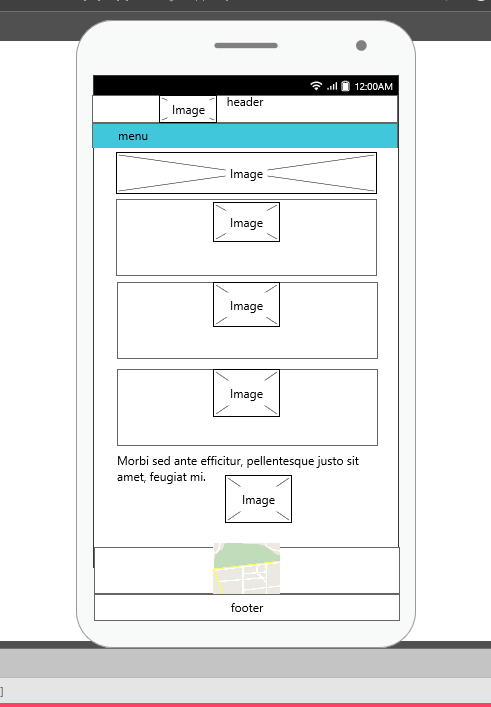 12:00AM
Image
header
menu
Image
Image
Image
Image
Morbi sed ante efficitur, pellentesque justo sit
amet, feugiat mi.
Image
footer
]